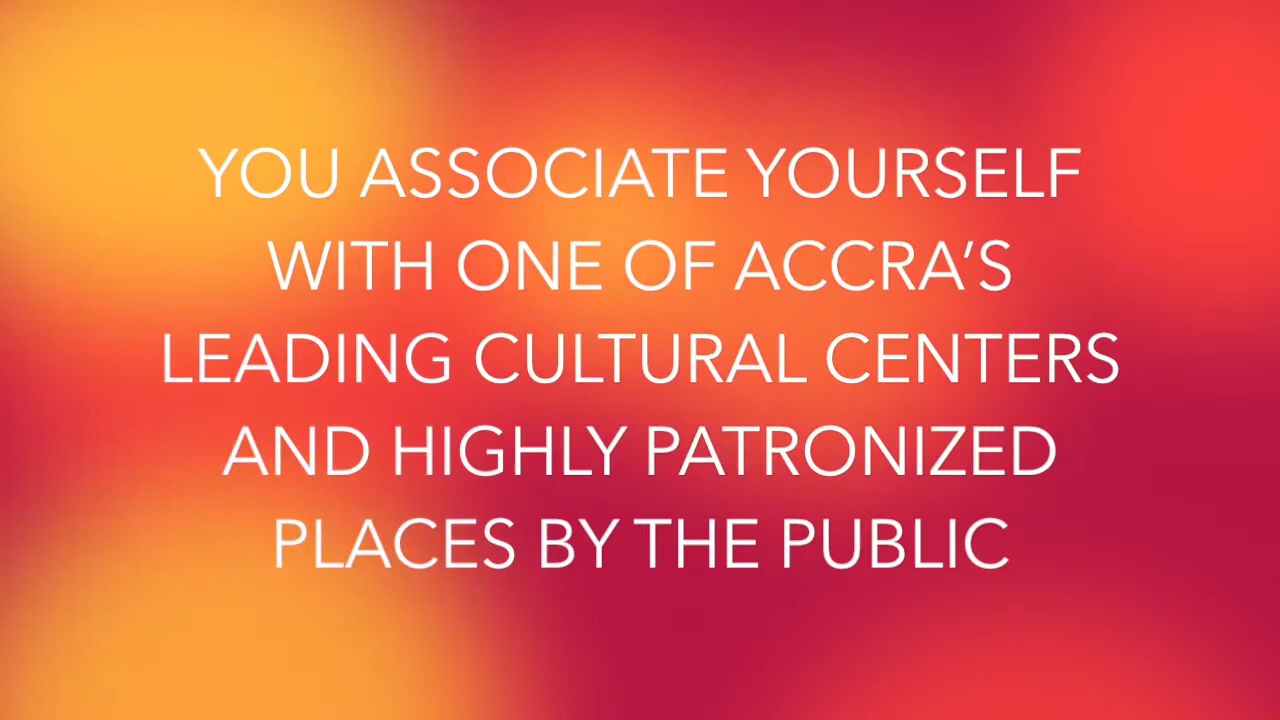 YOU ASSOCIATE YOURSELF
WITH ONE OF ACCRA’S
LEADING CULTURAL CENTERS
AND HIGHLY PATRONIZED
PLACES BY THE PUBLIC